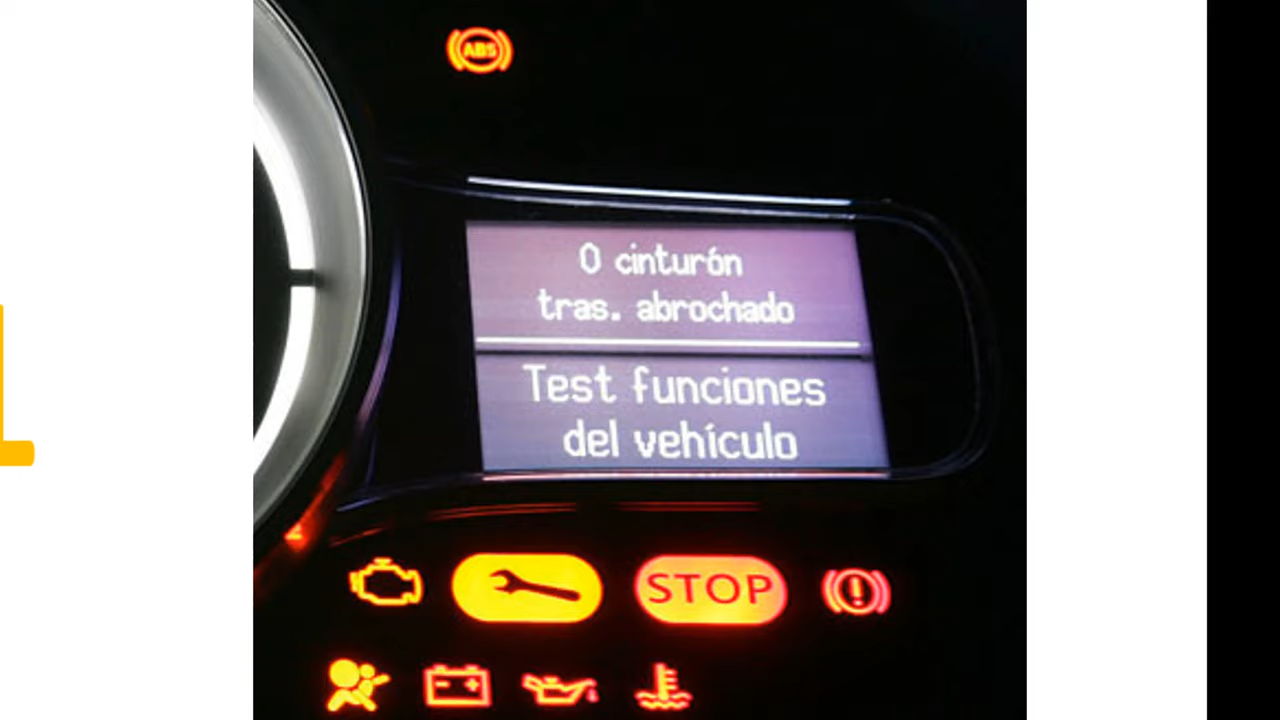 ABS
0 cinturón
tras. abrochado
Test funciones
del vehículo
STOP